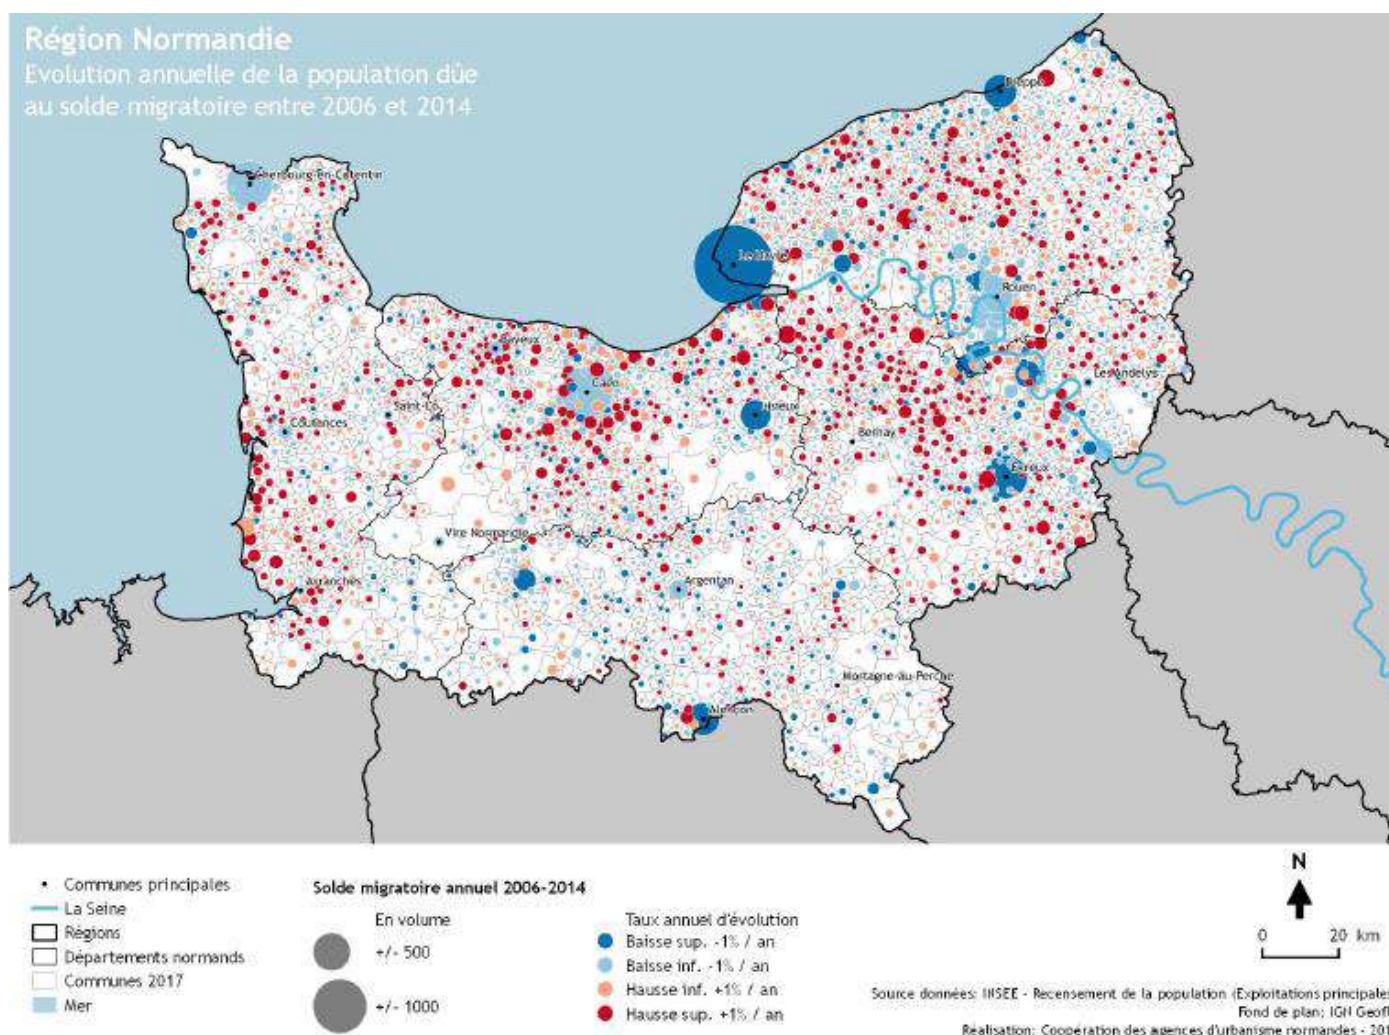 Région Normandie
Evolution annuelle de la population dûe
au solde migratoire entre 2006 et 2014
Dieppe
Cherbourg-en-Cotentin
Le Havre
Rouen
Bayeux
Caen
Les Andelys
Saint-Lô
Lisieux
Coutances
Bernay
Evreux
Vire Normandie
Argentan
Avranches
Mortagne-au-Perche
Alençon
Communes principales
La Seine
Régions
Départements normands
Communes 2017
Mer
Solde migratoire annuel 2006-2014
En volume
+/- 500
+/- 1000
Taux annuel d'évolution
Baisse sup. -1% / an
Baisse inf. -1% / an
Hausse inf. +1% / an
Hausse sup. +1% / an
N
0 20 km
Source données: INSEE - Recensement de la population (Exploitations principales
Fond de plan: IGN Geofl
Réalisation: Coopération des agences d'urbanisme normandes - 20